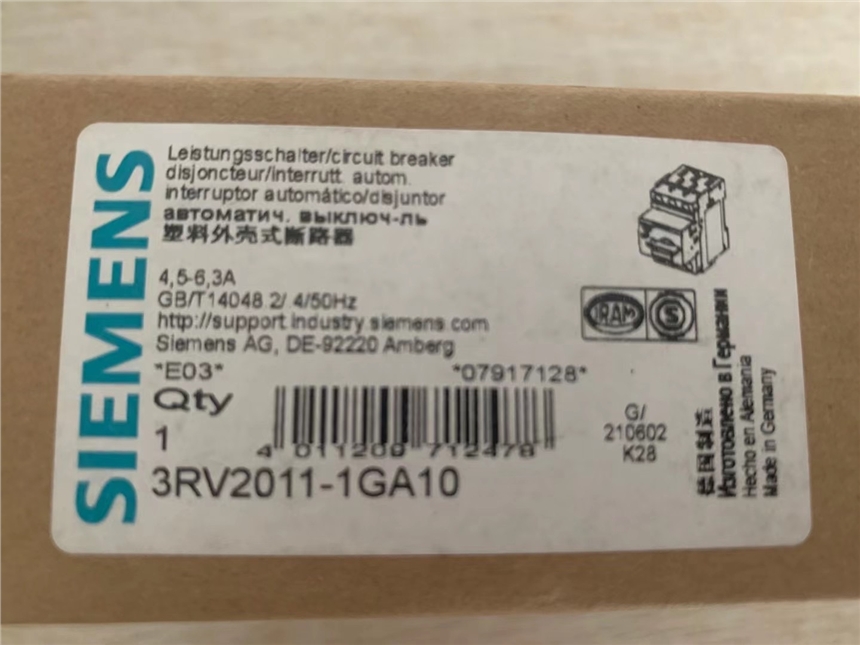 SIEMENS
Leistungsschalter/circuit breaker
disjoncteur/interrutt. autom.
interruptor automático/disjuntor
автоматич. выключ-ль
塑料外壳式断路器
4,5-6,3A
GB/T14048.2/ 4/50Hz
http://support.industry.siemens.com
Siemens AG, DE-92220 Amberg
*E03* *07917128*
Qty
1
4 011209 712478
3RV2011-1GA10
IRAM S
G/
210602
K28
德国制造
Изготовлено в Германии
Hecho en Alemania
Made in Germany